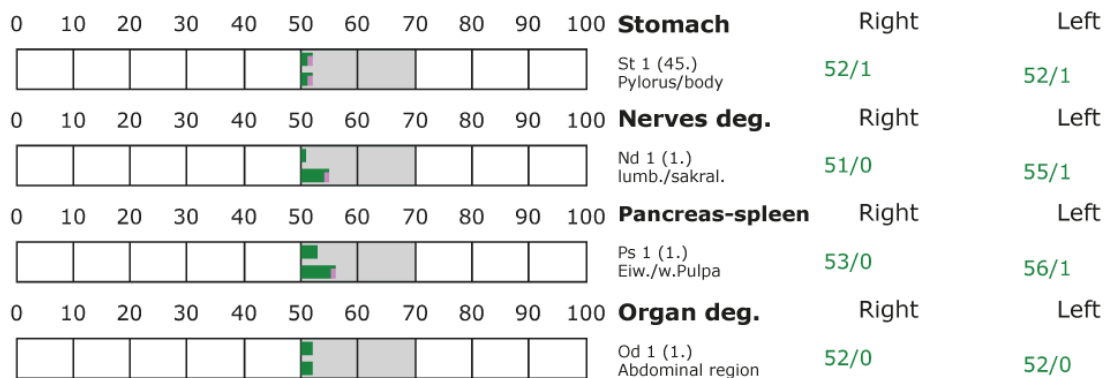 0 10 20 30 40 50 60 70 80 90 100 Stomach Right Left
St 1 (45.)
Pylorus/body 52/1 52/1
0 10 20 30 40 50 60 70 80 90 100 Nerves deg. Right Left
Nd 1 (1.)
lumb./sakral. 51/0 55/1
0 10 20 30 40 50 60 70 80 90 100 Pancreas-spleen Right Left
Ps 1 (1.)
Eiw./w.Pulpa 53/0 56/1
0 10 20 30 40 50 60 70 80 90 100 Organ deg. Right Left
Od 1 (1.)
Abdominal region 52/0 52/0